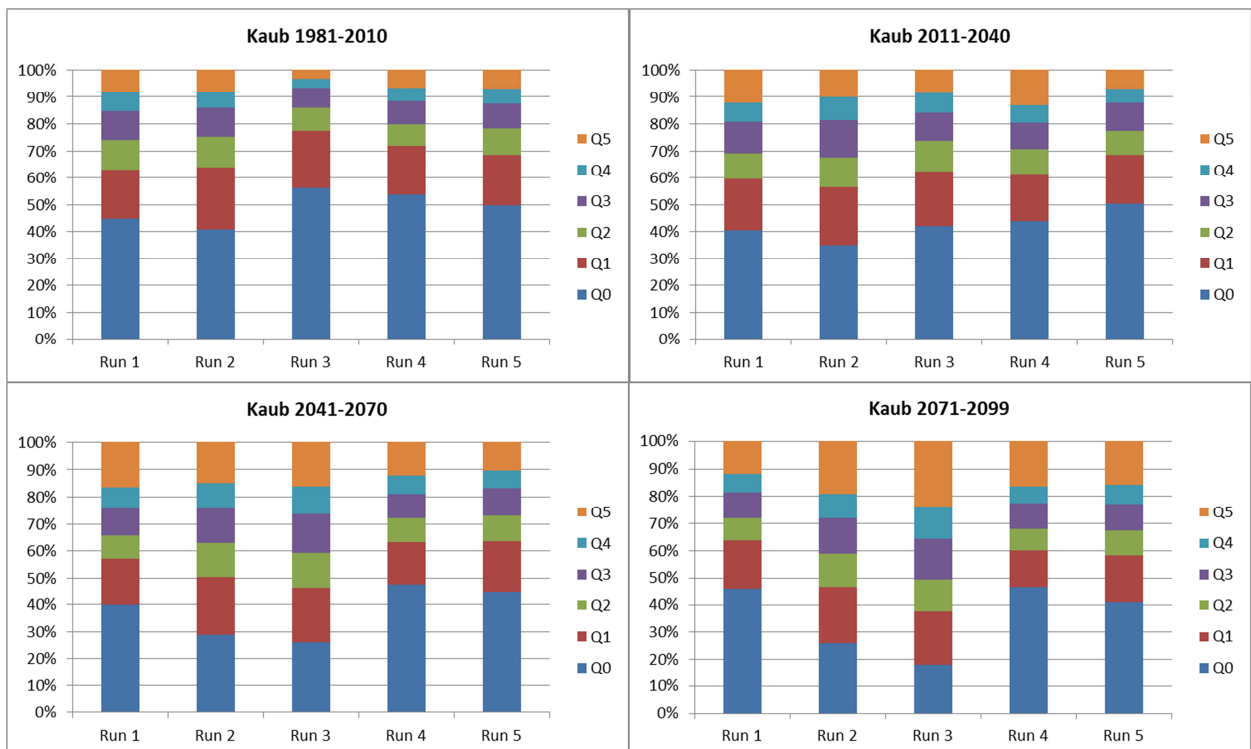 Kaub 1981-2010
100%
90%
80%
70%
60%
50%
40%
30%
20%
10%
0%
Run 1 Run 2 Run 3 Run 4 Run 5
Q5
Q4
Q3
Q2
Q1
Q0
Kaub 2011-2040
100%
90%
80%
70%
60%
50%
40%
30%
20%
10%
0%
Run 1 Run 2 Run 3 Run 4 Run 5
Q5
Q4
Q3
Q2
Q1
Q0
Kaub 2041-2070
100%
90%
80%
70%
60%
50%
40%
30%
20%
10%
0%
Run 1 Run 2 Run 3 Run 4 Run 5
Q5
Q4
Q3
Q2
Q1
Q0
Kaub 2071-2099
100%
90%
80%
70%
60%
50%
40%
30%
20%
10%
0%
Run 1 Run 2 Run 3 Run 4 Run 5
Q5
Q4
Q3
Q2
Q1
Q0